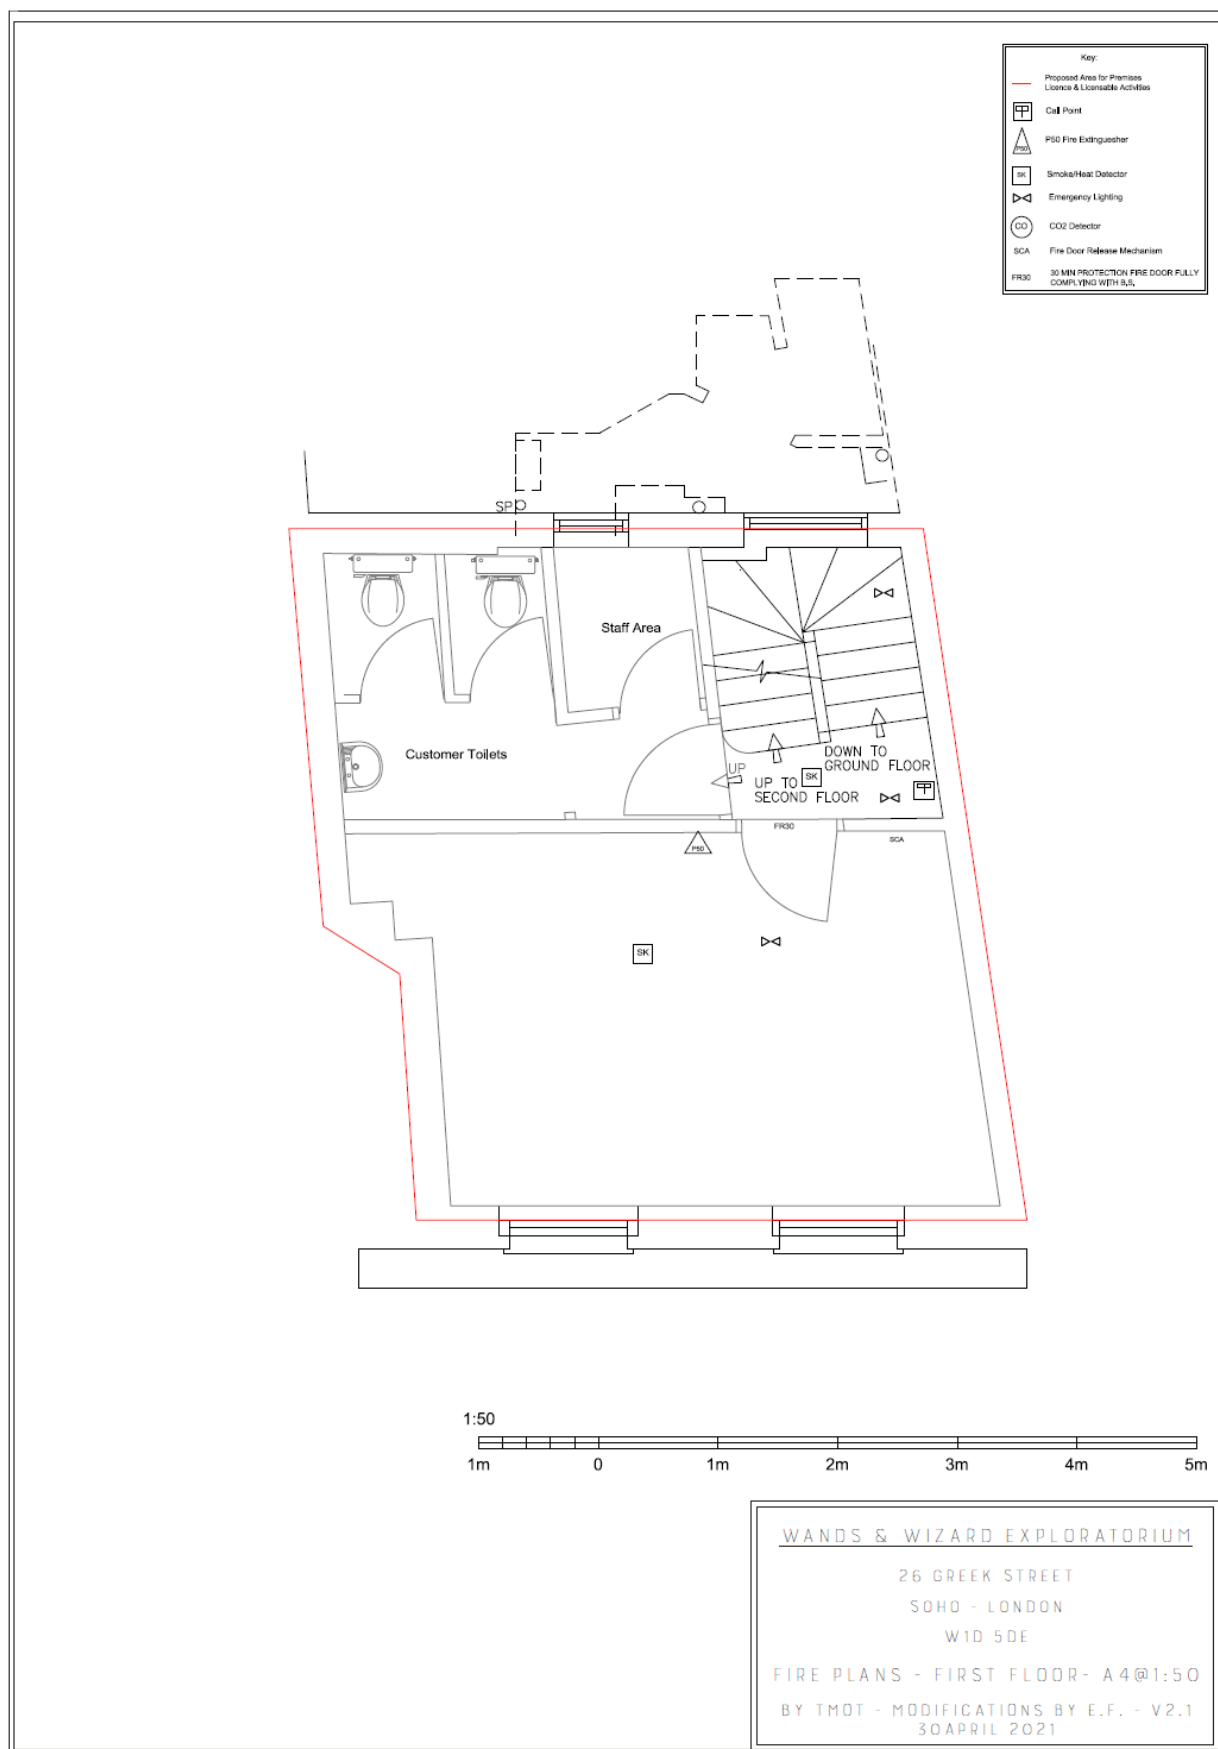 Key:
Proposed Area for Premises
Licence & Licensable Activities
Call Point
P50
P50 Fire Extinguesher
SK
Smoke/Heat Detector
Emergency Lighting
CO
CO2 Detector
SCA
Fire Door Release Mechanism
FR30
30 MIN PROTECTION FIRE DOOR FULLY
COMPLYING WITH B.S.
SP
Staff Area
Customer Toilets
UP
UP TO
SECOND FLOOR
SK
DOWN TO
GROUND FLOOR
FR30
SCA
P50
SK
1:50
1m 0 1m 2m 3m 4m 5m
WANDS & WIZARD EXPLORATORIUM
26 GREEK STREET
SOHO - LONDON
W1D 5DE
FIRE PLANS - FIRST FLOOR- A4@1:50
BY TMOT - MODIFICATIONS BY E.F. - V2.1
30APRIL 2021